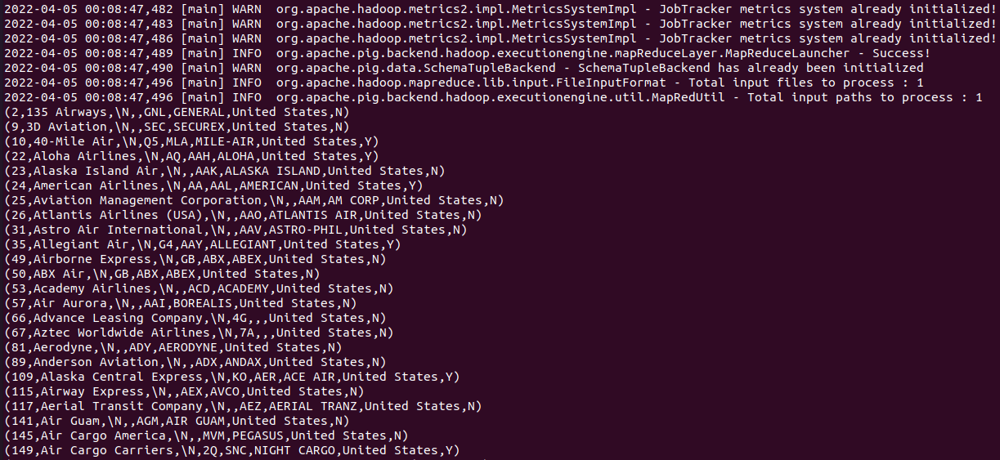 2022-04-05 00:08:47,482 [main] WARN  org.apache.hadoop.metrics2.impl.MetricsSystemImpl - JobTracker metrics system already initialized!
2022-04-05 00:08:47,483 [main] WARN  org.apache.hadoop.metrics2.impl.MetricsSystemImpl - JobTracker metrics system already initialized!
2022-04-05 00:08:47,486 [main] WARN  org.apache.hadoop.metrics2.impl.MetricsSystemImpl - JobTracker metrics system already initialized!
2022-04-05 00:08:47,489 [main] INFO  org.apache.pig.backend.hadoop.executionengine.mapReduceLayer.MapReduceLauncher - Success!
2022-04-05 00:08:47,490 [main] WARN  org.apache.pig.data.SchemaTupleBackend - SchemaTupleBackend has already been initialized
2022-04-05 00:08:47,496 [main] INFO  org.apache.hadoop.mapreduce.lib.input.FileInputFormat - Total input files to process : 1
2022-04-05 00:08:47,496 [main] INFO  org.apache.pig.backend.hadoop.executionengine.util.MapRedUtil - Total input paths to process : 1
(2,135 Airways,\N,,GNL,GENERAL,United States,N)
(9,3D Aviation,\N,,SEC,SECUREX,United States,N)
(10,40-Mile Air,\N,Q5,MLA,MILE-AIR,United States,Y)
(22,Aloha Airlines,\N,AQ,AAH,ALOHA,United States,Y)
(23,Alaska Island Air,\N,,AAK,ALASKA ISLAND,United States,N)
(24,American Airlines,\N,AA,AAL,AMERICAN,United States,Y)
(25,Aviation Management Corporation,\N,,AAM,AM CORP,United States,N)
(26,Atlantis Airlines (USA),\N,,AAO,ATLANTIS AIR,United States,N)
(31,Astro Air International,\N,,AAV,ASTRO-PHIL,United States,N)
(35,Allegiant Air,\N,G4,AAY,ALLEGIANT,United States,Y)
(49,Airborne Express,\N,GB,ABX,ABEX,United States,N)
(50,ABX Air,\N,GB,ABX,ABEX,United States,N)
(53,Academy Airlines,\N,,ACD,ACADEMY,United States,N)
(57,Air Aurora,\N,,AAI,BOREALIS,United States,N)
(66,Advance Leasing Company,\N,4G,,,United States,N)
(67,Aztec Worldwide Airlines,\N,7A,,,United States,N)
(81,Aerodyne,\N,,ADY,AERODYNE,United States,N)
(89,Anderson Aviation,\N,,ADX,ANDAX,United States,N)
(109,Alaska Central Express,\N,KO,AER,ACE AIR,United States,Y)
(115,Airway Express,\N,,AEX,AVCO,United States,N)
(117,Aerial Transit Company,\N,,AEZ,AERIAL TRANZ,United States,N)
(141,Air Guam,\N,,AGM,AIR GUAM,United States,N)
(145,Air Cargo America,\N,,MVM,PEGASUS,United States,N)
(149,Air Cargo Carriers,\N,2Q,SNC,NIGHT CARGO,United States,Y)